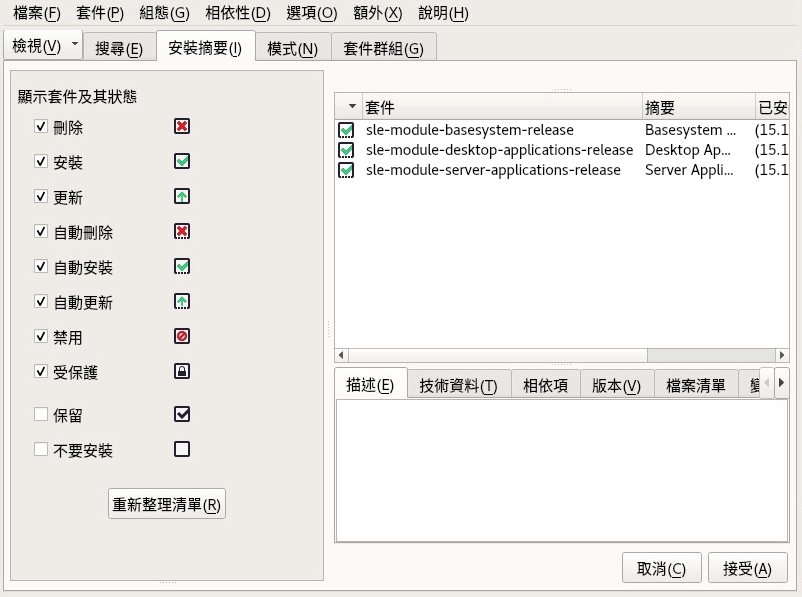 檔案(F) 套件(P) 組態(G) 相依性(D) 選項(O) 額外(X) 說明(H)
檢視(V) 搜尋(E) 安裝摘要(I) 模式(N) 套件群組(G)
顯示套件及其狀態
刪除
安裝
更新
自動刪除
自動安裝
自動更新
禁用
受保護
保留
不要安裝
重新整理清單(R)
套件 摘要 已安
sle-module-basesystem-release Basesystem ... (15.1
sle-module-desktop-applications-release Desktop Ap... (15.1
sle-module-server-applications-release Server Appli... (15.1
描述(E) 技術資料(T) 相依項 版本(V) 檔案清單
取消(C) 接受(A)